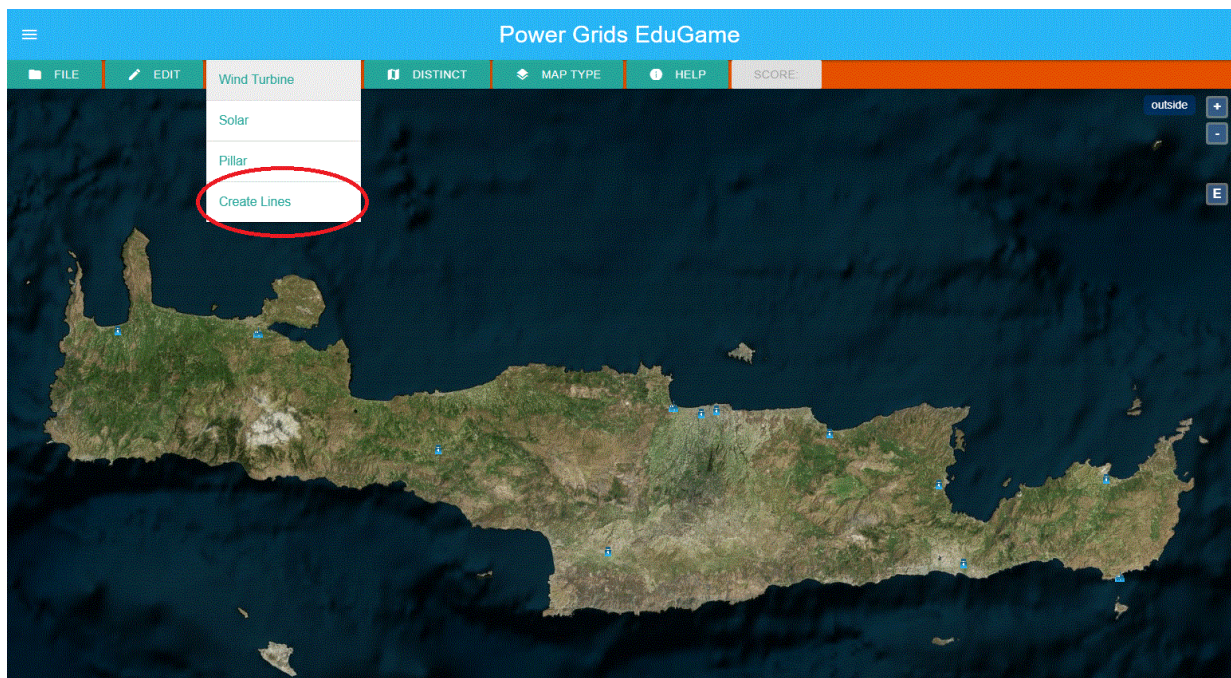 Power Grids EduGame
FILE EDIT Wind Turbine DISTINCT MAP TYPE HELP SCORE:
Solar
Pillar
Create Lines
outside +
-
E